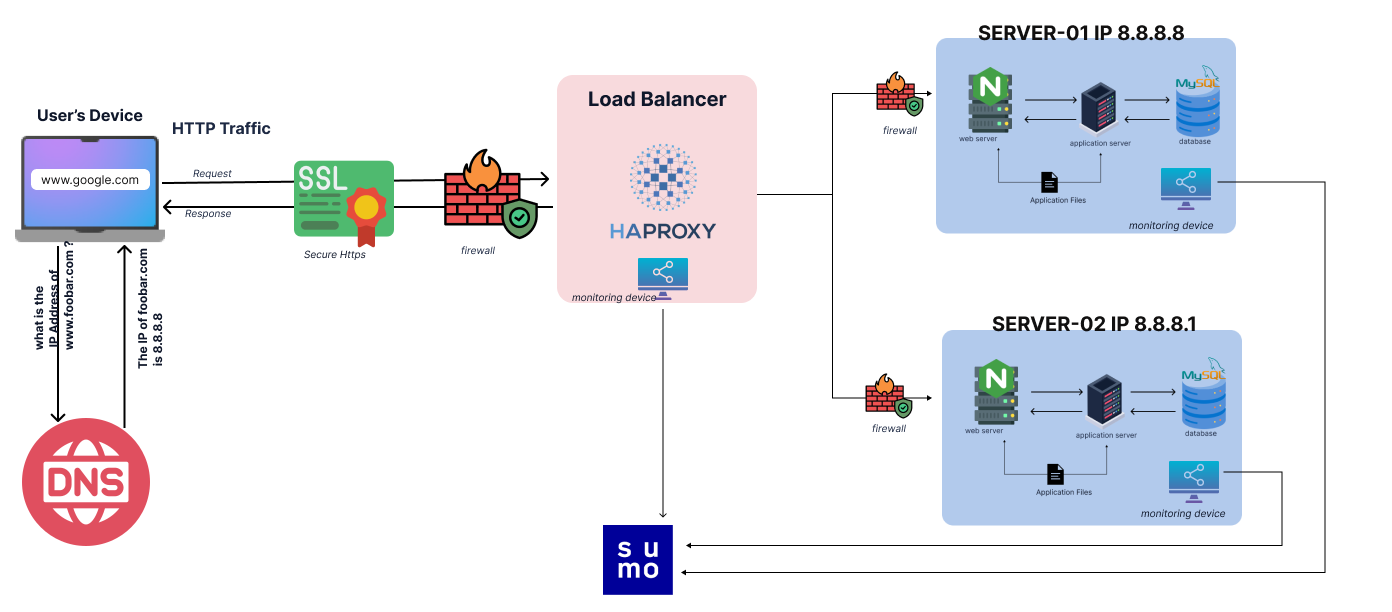 SERVER-01 IP 8.8.8.8
Load Balancer
User's Device
HTTP Traffic
www.google.com
Request
Response
SSL
Secure Https
firewall
HAPROXY
monitoring device
firewall
N
web server
application server
MySQL
database
Application Files
monitoring device
what is the
IP Address of
www.foobar.com ?
The IP of foobar.com
is 8.8.8.8
DNS
SERVER-02 IP 8.8.8.1
firewall
N
web server
application server
MySQL
database
Application Files
monitoring device
su
mo